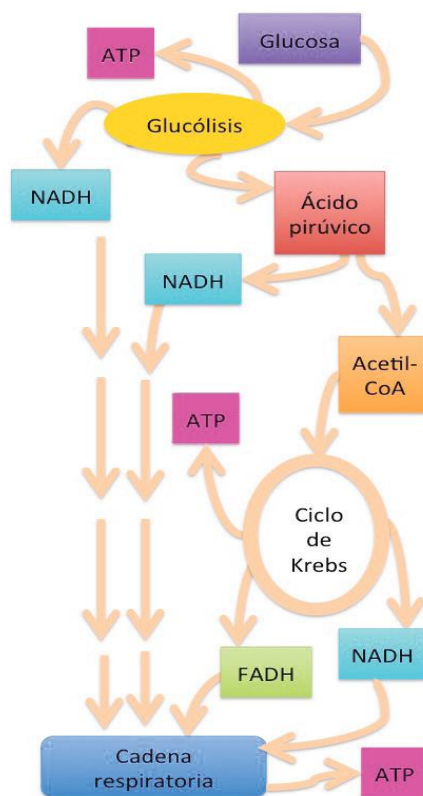 Glucosa
ATP
Glucólisis
NADH
Ácido
pirúvico
NADH
Acetil-
CoA
ATP
Ciclo
de
Krebs
FADH
NADH
Cadena
respiratoria
ATP